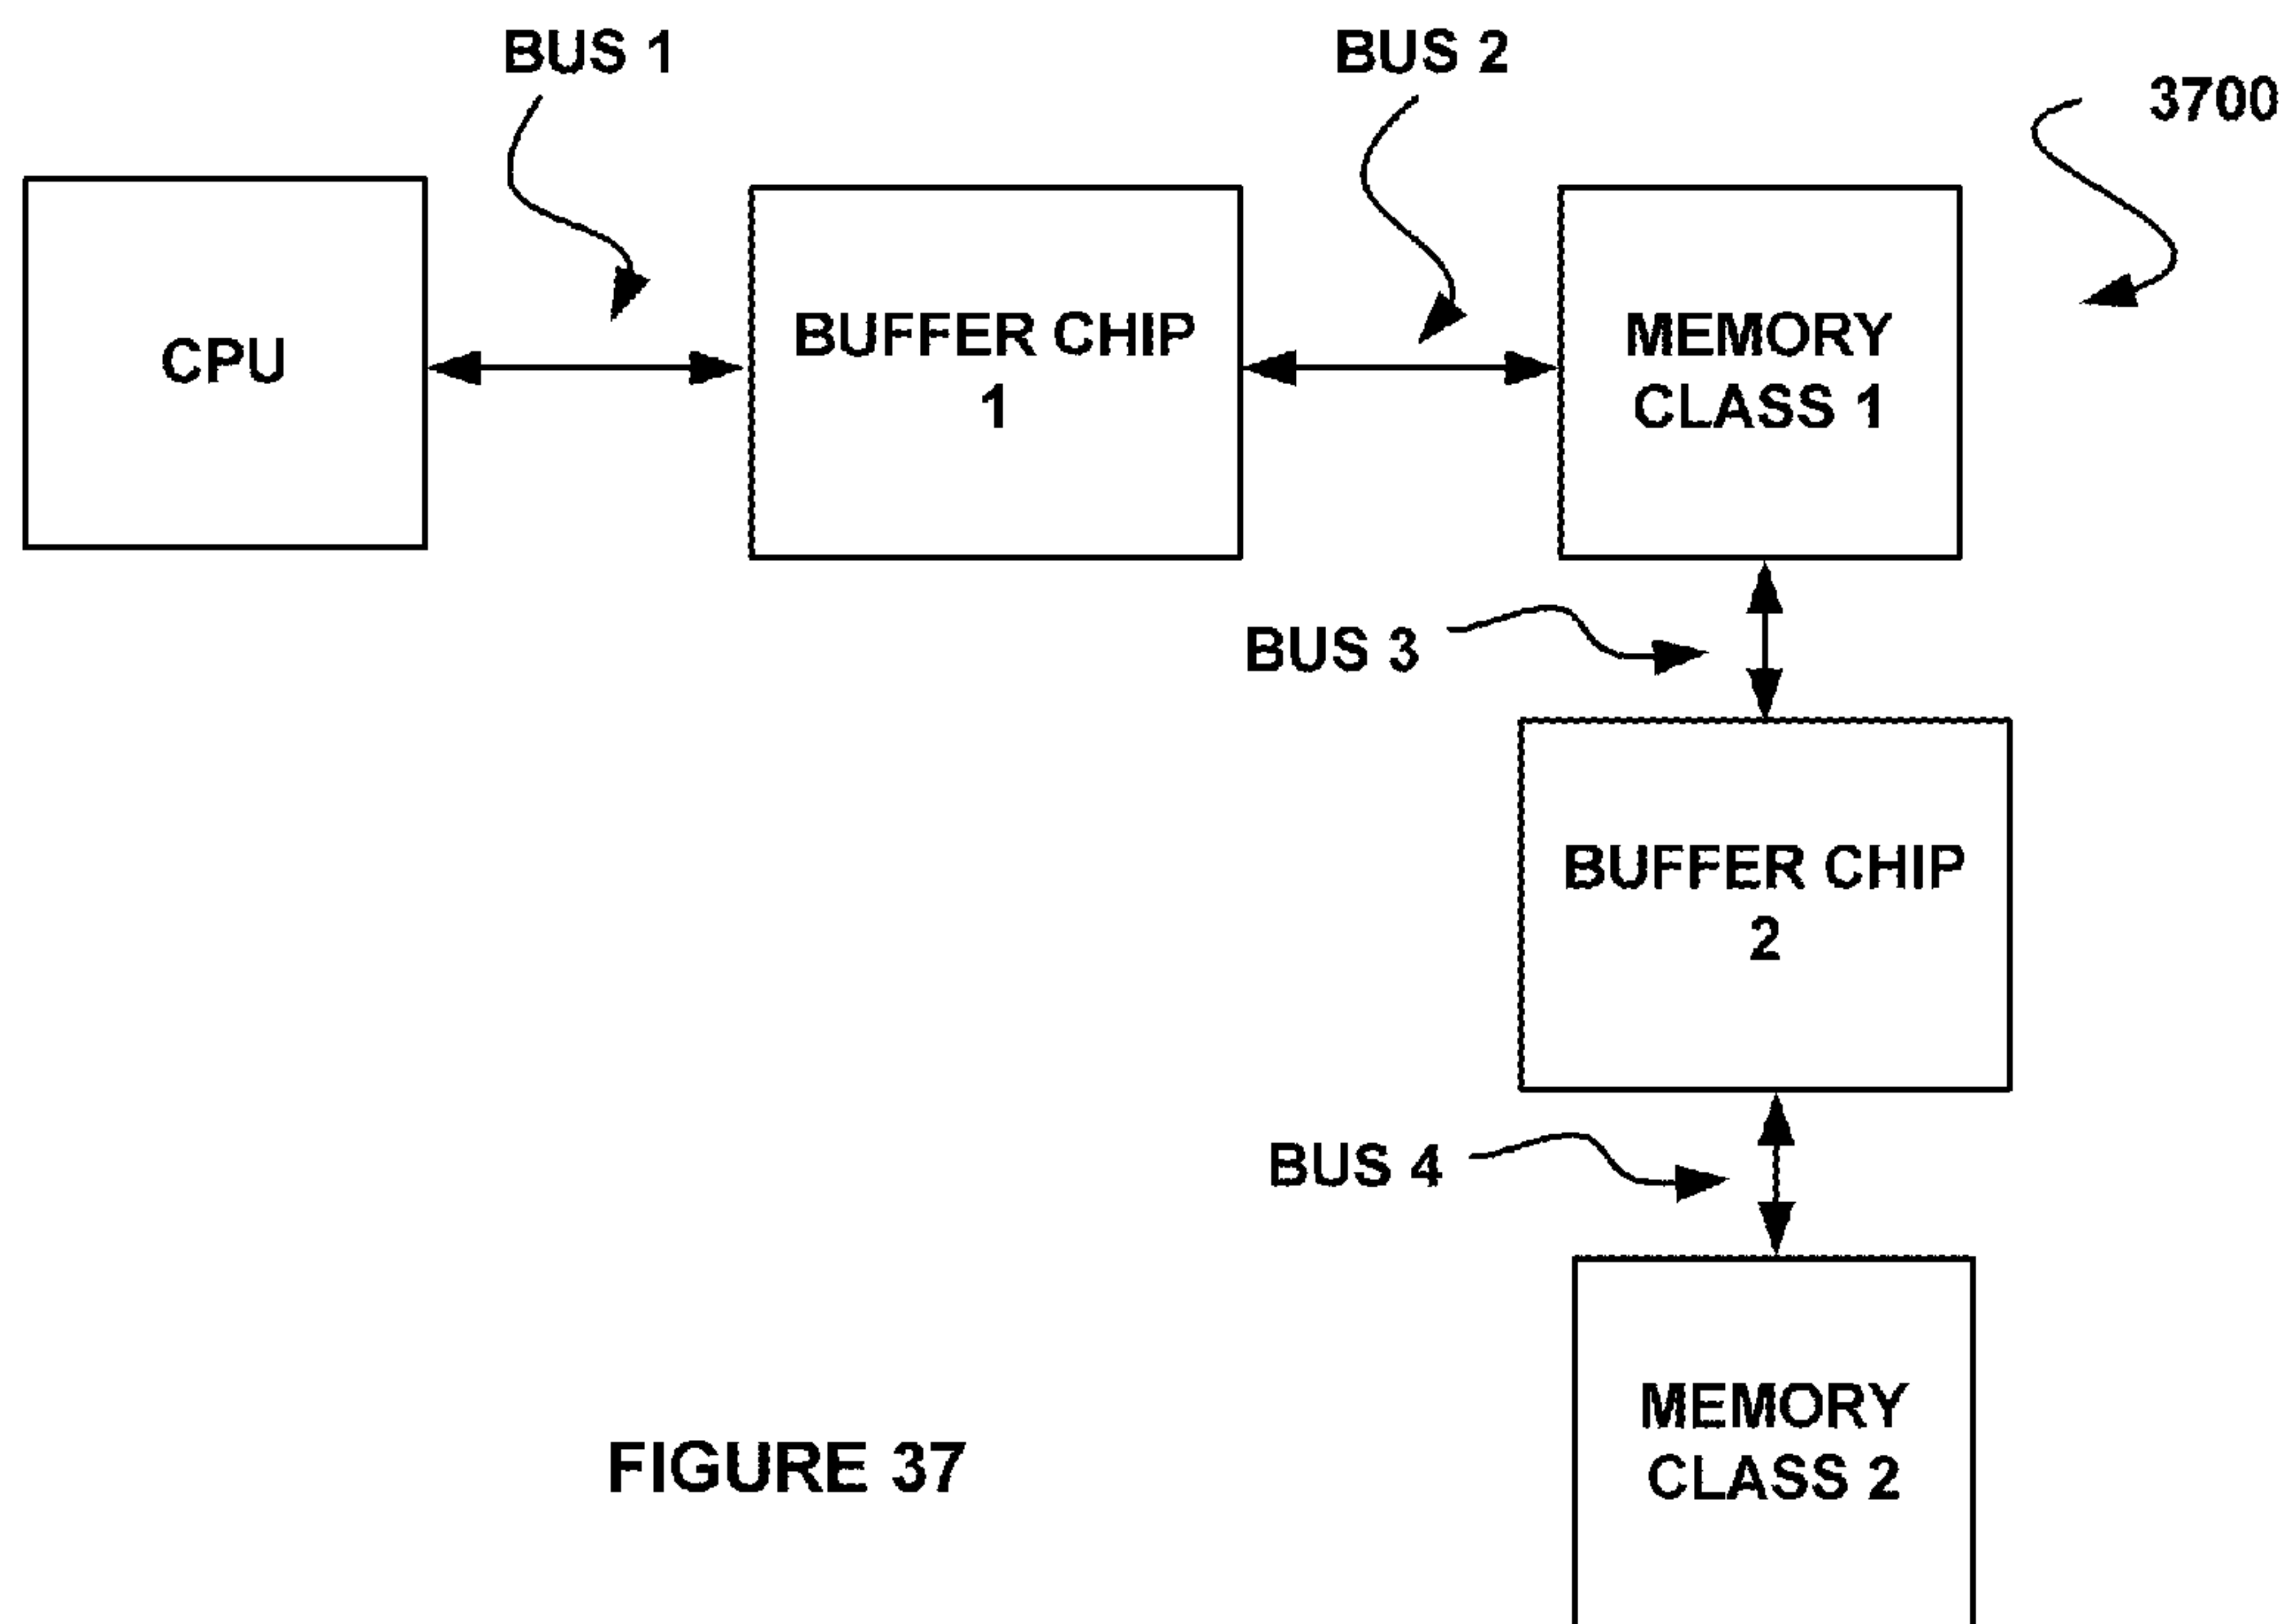 BUS 1
BUS 2
3700
CPU
BUFFER CHIP
1
MEMORY
CLASS 1
BUS 3
BUFFER CHIP
2
BUS 4
MEMORY
CLASS 2
FIGURE 37